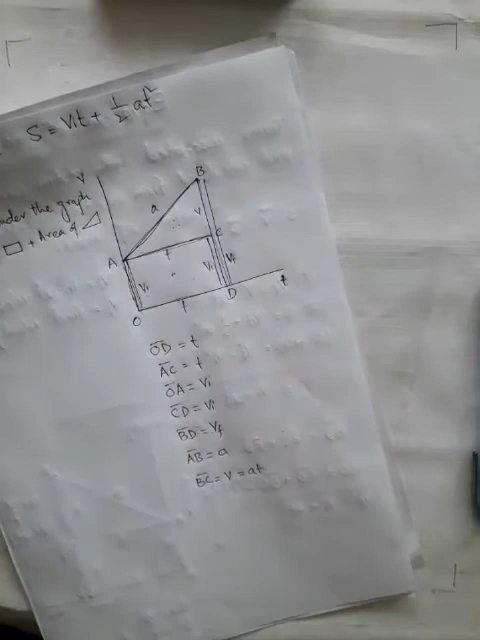 S = Vit + 1/2 at²
V
B
under the graph
a
V
□ + Area of △
A
t
C
Vi
Vi
Vf
O
t
D
t
OD = t
AC = t
OA = Vi
CD = Vi
BD = Vf
AB = a
BC = V = at